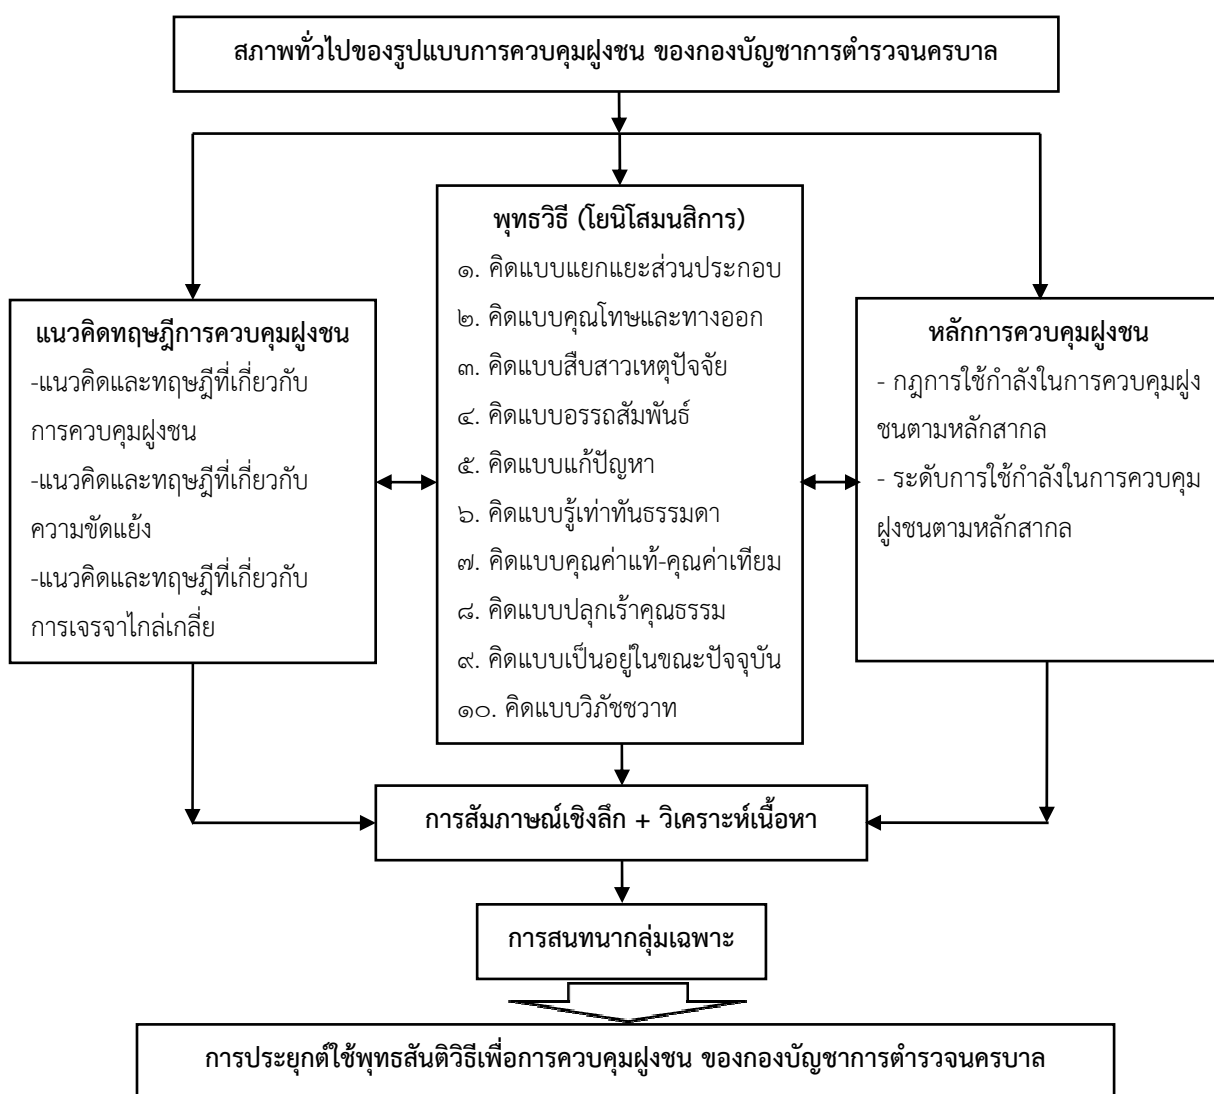 สภาพทั่วไปของรูปแบบการควบคุมฝูงชน ของกองบัญชาการตำรวจนครบาล
แนวคิดทฤษฎีการควบคุมฝูงชน
-แนวคิดและทฤษฎีที่เกี่ยวกับ
การควบคุมฝูงชน
-แนวคิดและทฤษฎีที่เกี่ยวกับ
ความขัดแย้ง
-แนวคิดและทฤษฎีที่เกี่ยวกับ
การเจรจาไกล่เกลี่ย
พุทธวิธี (โยนิโสมนสิการ)
๑. คิดแบบแยกแยะส่วนประกอบ
๒. คิดแบบคุณโทษและทางออก
๓. คิดแบบสืบสาวเหตุปัจจัย
๔. คิดแบบอรรถสัมพันธ์
๕. คิดแบบแก้ปัญหา
๖. คิดแบบรู้เท่าทันธรรมดา
๗. คิดแบบคุณค่าแท้-คุณค่าเทียม
๘. คิดแบบปลุกเร้าคุณธรรม
๙. คิดแบบเป็นอยู่ในขณะปัจจุบัน
๑๐. คิดแบบวิภัชชวาท
หลักการควบคุมฝูงชน
- กฎการใช้กำลังในการควบคุมฝูง
ชนตามหลักสากล
- ระดับการใช้กำลังในการควบคุม
ฝูงชนตามหลักสากล
การสัมภาษณ์เชิงลึก + วิเคราะห์เนื้อหา
การสนทนากลุ่มเฉพาะ
การประยุกต์ใช้พุทธสันติวิธีเพื่อการควบคุมฝูงชน ของกองบัญชาการตำรวจนครบาล